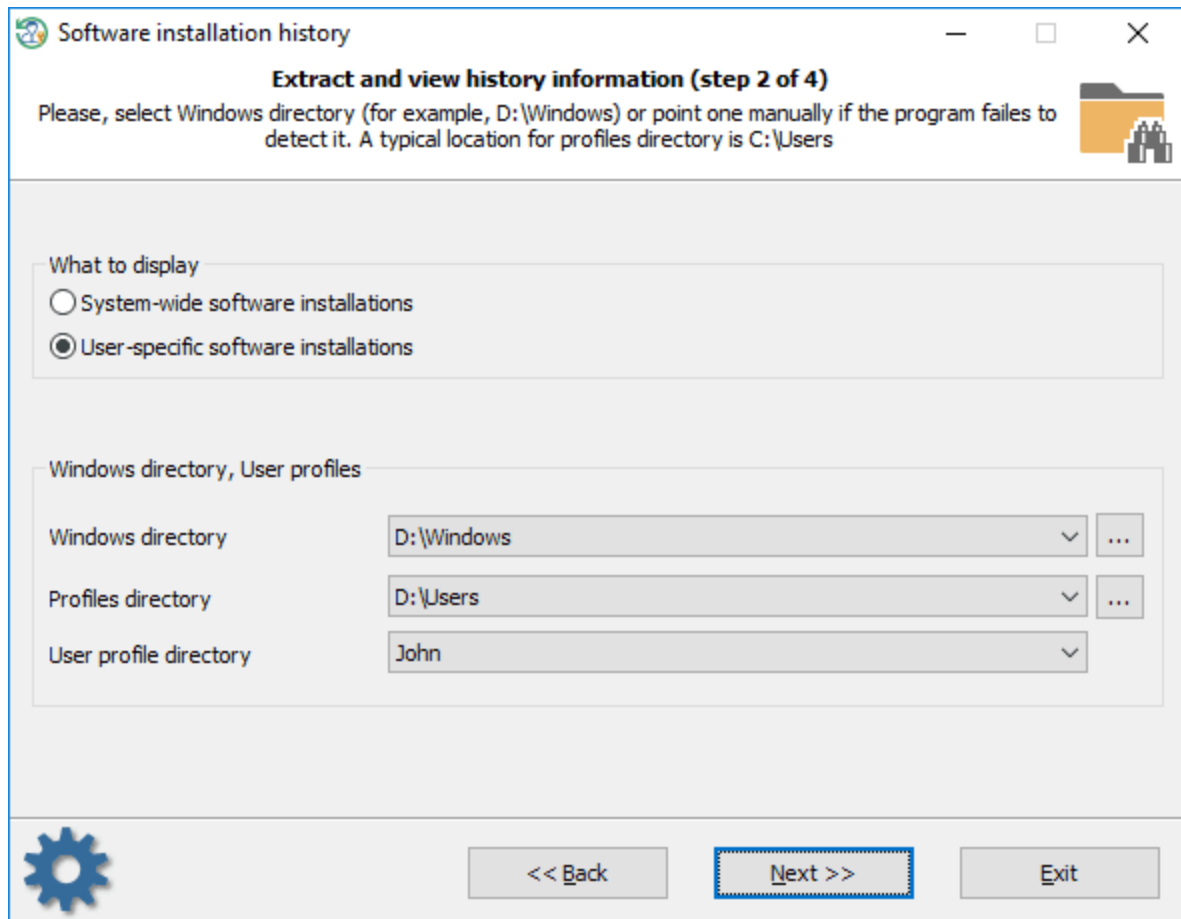 Software installation history
Extract and view history information (step 2 of 4)
Please, select Windows directory (for example, D:\Windows) or point one manually if the program failes to
detect it. A typical location for profiles directory is C:\Users
What to display
System-wide software installations
User-specific software installations
Windows directory, User profiles
Windows directory
D:\Windows
...
Profiles directory
D:\Users
...
User profile directory
John
<< Back
Next >>
Exit